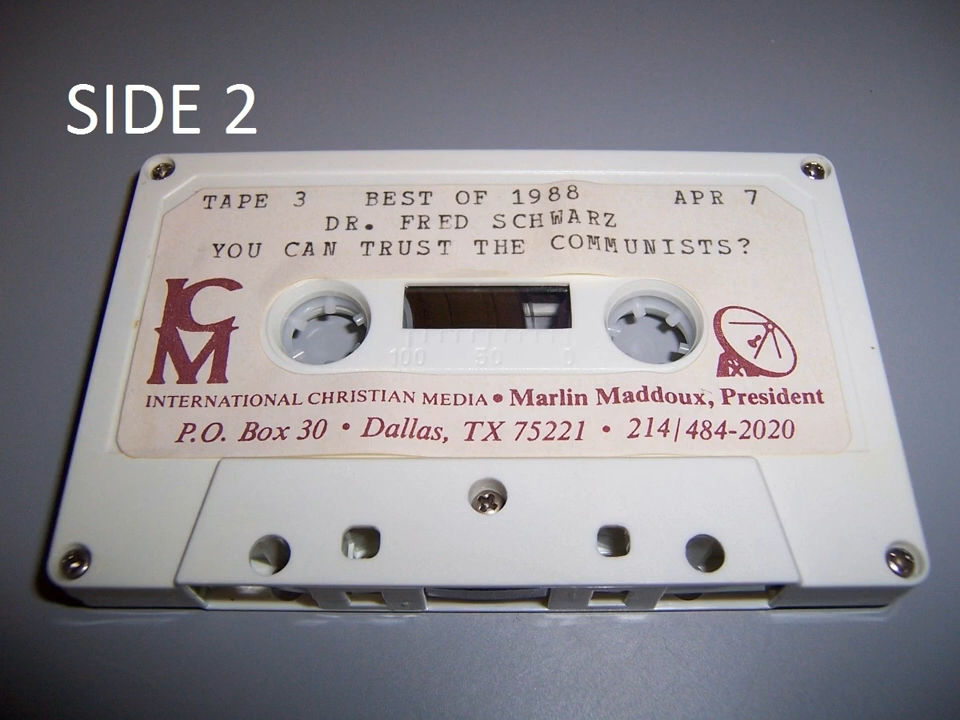 SIDE 2
TAPE 3 BEST OF 1988 APR 7
DR. FRED SCHWARZ
YOU CAN TRUST THE COMMUNISTS?
ICM
100 50 0
INTERNATIONAL CHRISTIAN MEDIA • Marlin Maddoux, President
P.O. Box 30 • Dallas, TX 75221 • 214/484-2020